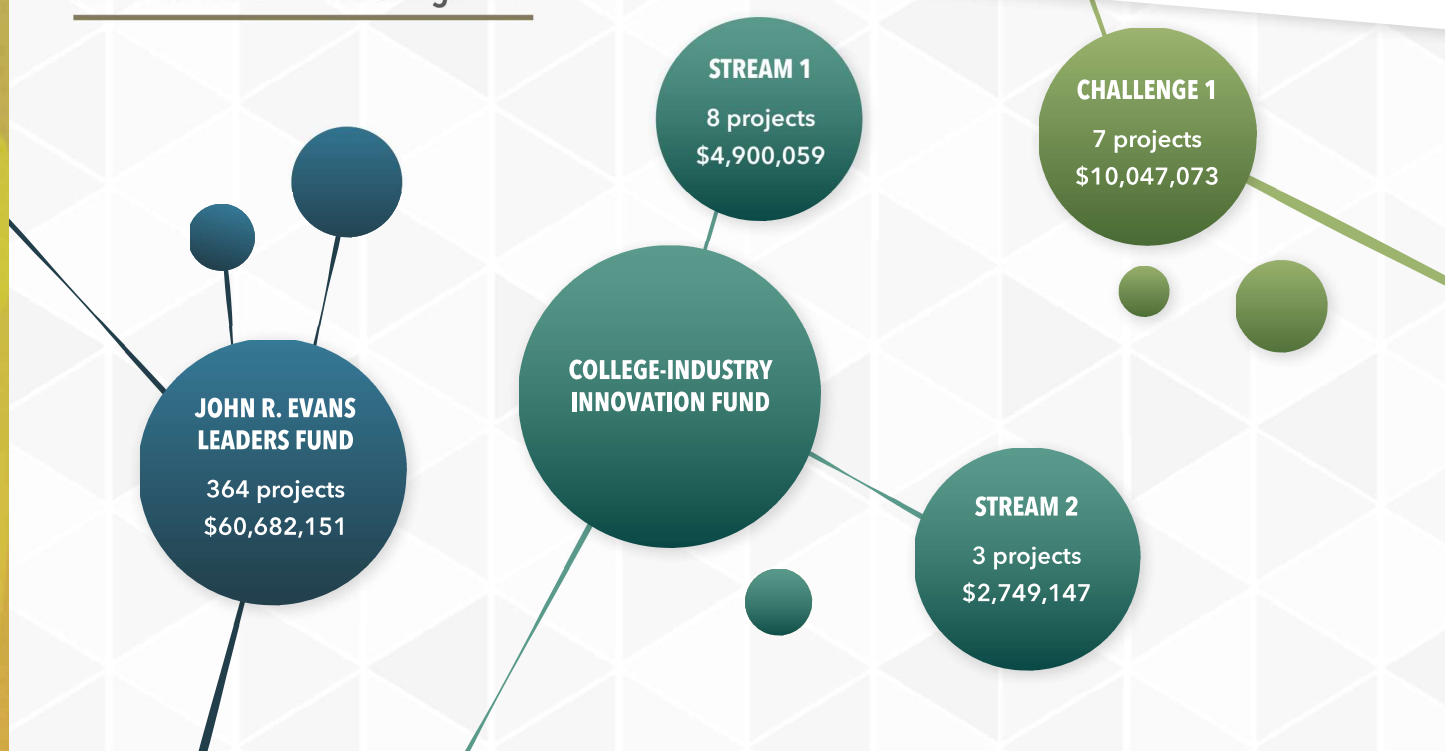 STREAM 1
8 projects
$4,900,059
CHALLENGE 1
7 projects
$10,047,073
JOHN R. EVANS
LEADERS FUND
364 projects
$60,682,151
COLLEGE-INDUSTRY
INNOVATION FUND
STREAM 2
3 projects
$2,749,147